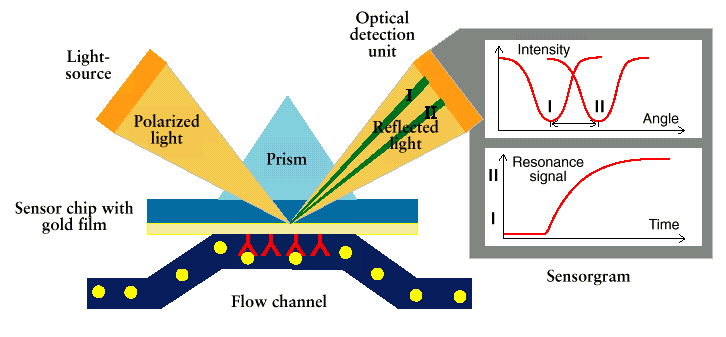 Light-
source
Polarized
light
Prism
Optical
detection
unit
I
II
Reflected
light
Sensor chip with
gold film
Flow channel
Intensity
I
II
Angle
Resonance
signal
II
I
Time
Sensorgram